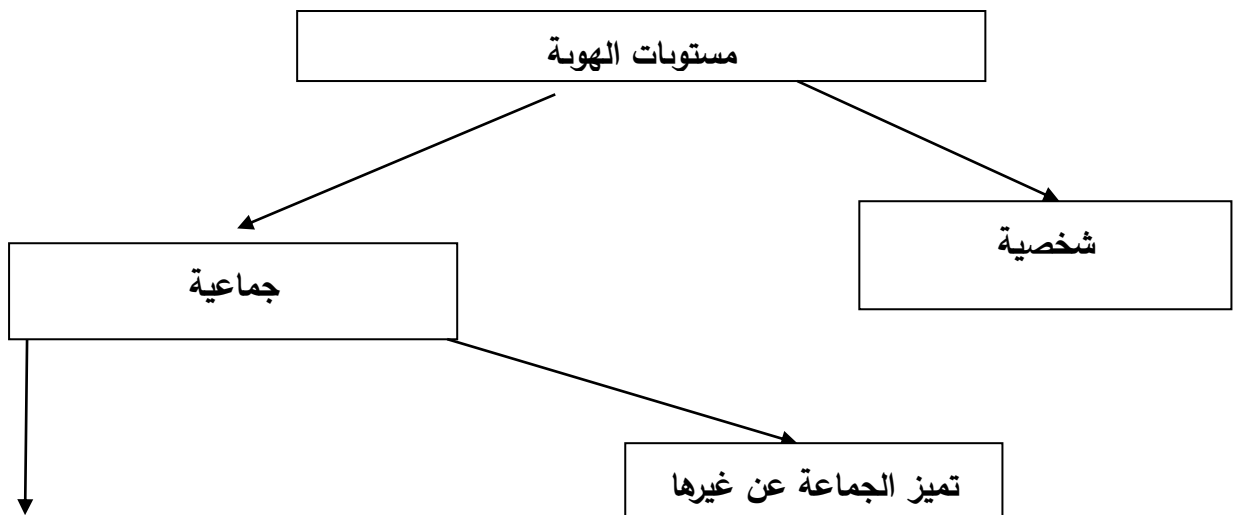 مستويات الهوية
شخصية
جماعية
تميز الجماعة عن غيرها